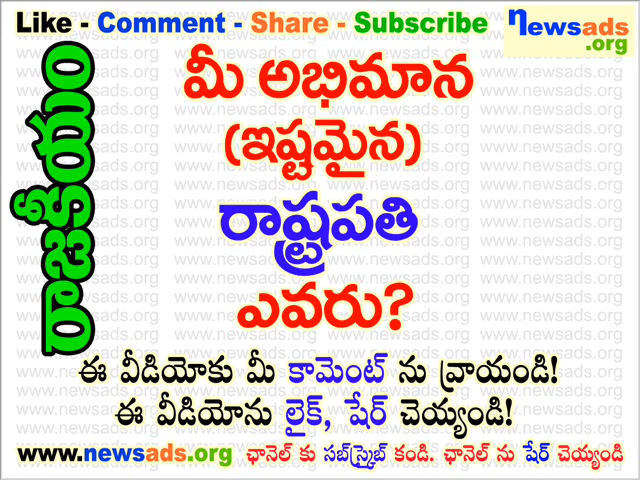 Like - Comment - Share - Subscribe
newsads
.org
రాజకీయం
మీ అభిమాన
(ఇష్టమైన)
రాష్ట్రపతి
ఎవరు?
ఈ వీడియోకు మీ కామెంట్ ను వ్రాయండి!
ఈ వీడియోను లైక్, షేర్ చెయ్యండి!
www.newsads.org ఛానెల్ కు సబ్‌స్క్రైబ్ కండి. ఛానెల్ ను షేర్ చెయ్యండి